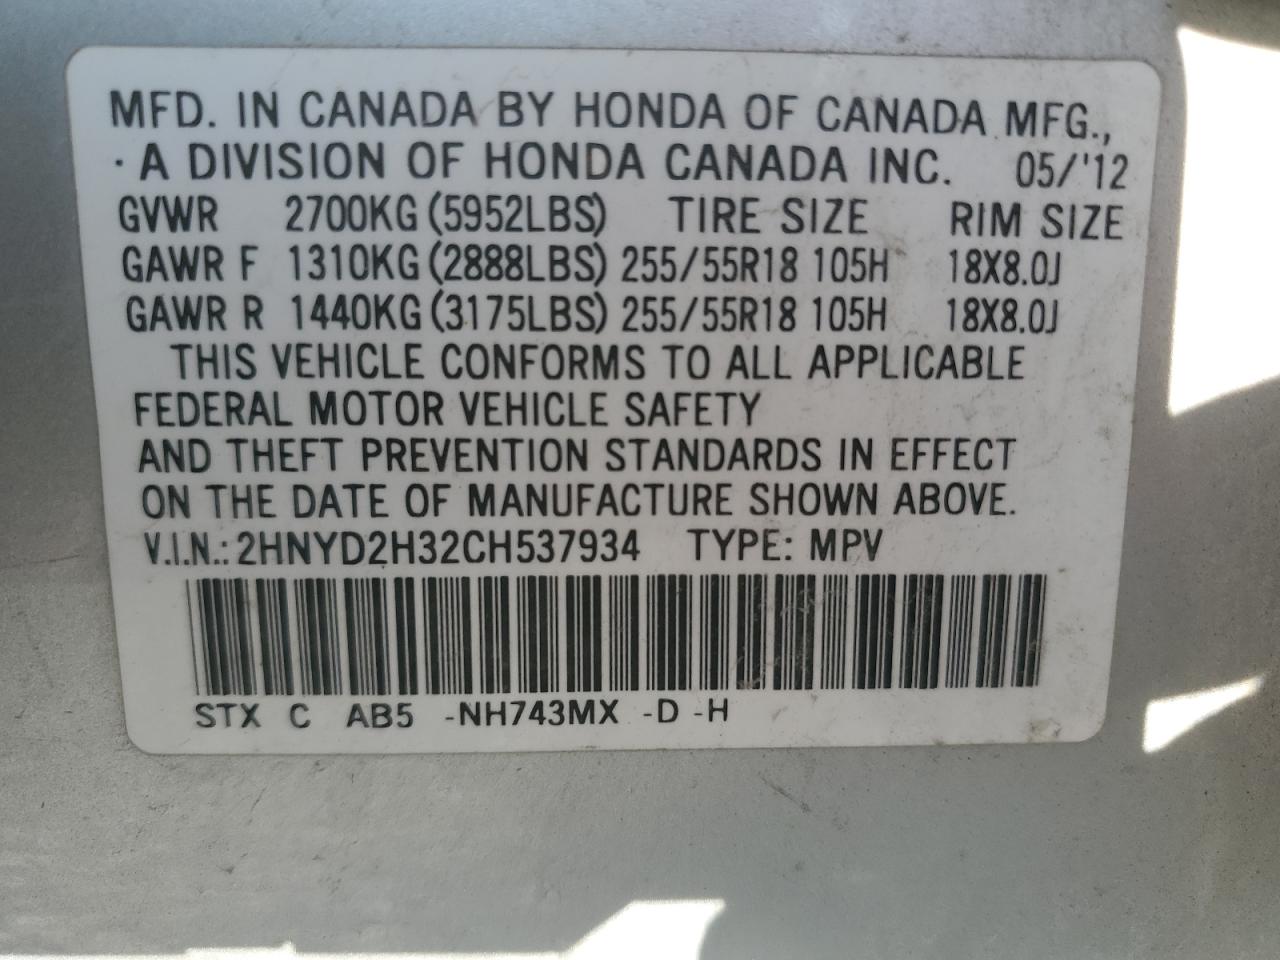 MFD. IN CANADA BY HONDA OF CANADA MFG.,
· A DIVISION OF HONDA CANADA INC. 05/'12
GVWR 2700KG (5952LBS) TIRE SIZE RIM SIZE
GAWR F 1310KG (2888LBS) 255/55R18 105H 18X8.0J
GAWR R 1440KG (3175LBS) 255/55R18 105H 18X8.0J
THIS VEHICLE CONFORMS TO ALL APPLICABLE
FEDERAL MOTOR VEHICLE SAFETY
AND THEFT PREVENTION STANDARDS IN EFFECT
ON THE DATE OF MANUFACTURE SHOWN ABOVE.
V.I.N.: 2HNYD2H32CH537934 TYPE: MPV
STX C AB5 -NH743MX -D -H